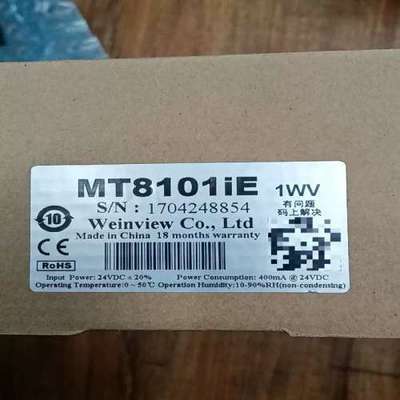 MT8101iE 1WV
S/N : 1704248854
有问题
码上解决
Weinview Co., Ltd
Made in China 18 months warranty
10
CE
RoHS
Input Power: 24VDC ± 20% Power Consumption: 400mA @ 24VDC
Operating Temperature: 0 ~ 50°C Operation Humidity: 10-90%RH(non-condensing)